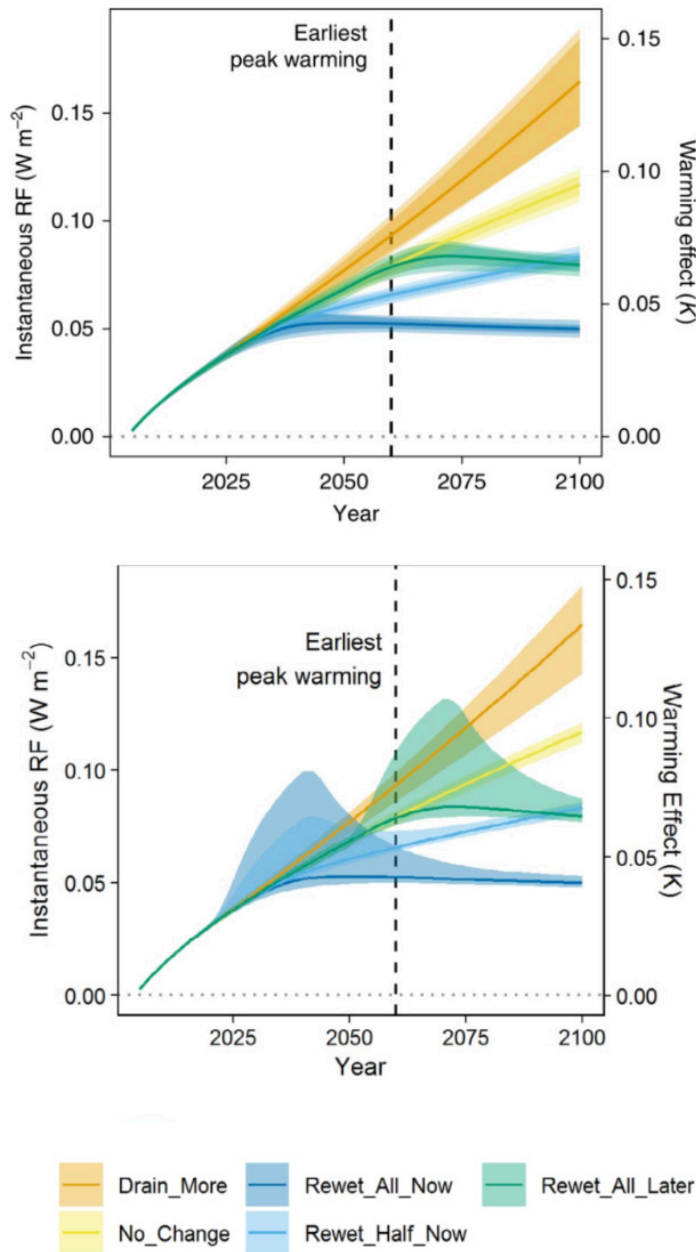 Earliest
peak warming
Instantaneous RF (W m⁻²)
0.15
0.10
0.05
0.00
Warming effect (K)
0.15
0.10
0.05
0.00
2025 2050 2075 2100
Year
Earliest
peak warming
Instantaneous RF (W m⁻²)
0.15
0.10
0.05
0.00
Warming Effect (K)
0.15
0.10
0.05
0.00
2025 2050 2075 2100
Year
Drain_More Rewet_All_Now Rewet_All_Later
No_Change Rewet_Half_Now